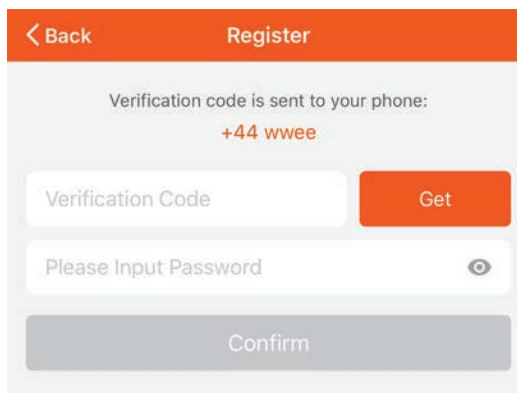 Back
Register
Verification code is sent to your phone:
+44 wwee
Verification Code
Get
Please Input Password
Confirm